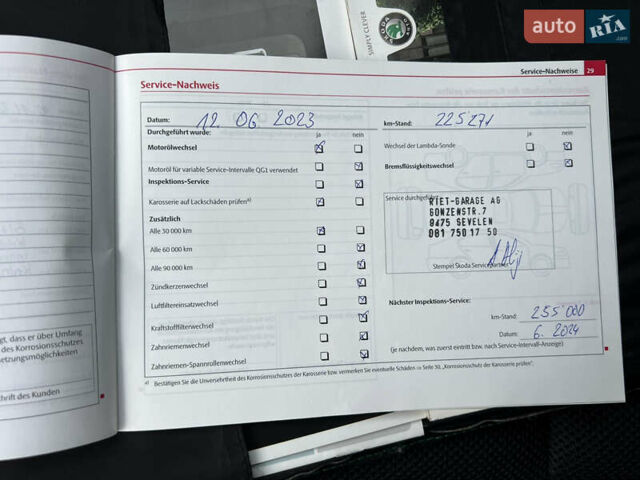 auto RIA.com
SIMPLY CLEVER
SKODA
Service-Nachweise 29
Service-Nachweis
Datum: 12. 06 2023 km-Stand: 225'271
Durchgeführt wurde: ja nein ja nein
Motorölwechsel Wechsel der Lambda-Sonde
Motoröl für variable Service-Intervalle QG1 verwendet Bremsflüssigkeitswechsel
Inspektions-Service
Karosserie auf Lackschäden prüfen a)
Service durchgeführt:
RIET-GARAGE AG
GONZENSTR.7
9475 SEVELEN
081 750 17 50
Stempel Škoda Servicepartner
Zusätzlich
Alle 30 000 km
Alle 60 000 km
Alle 90 000 km
Zündkerzenwechsel
Luftfiltereinsatzwechsel
Kraftstofffilterwechsel
Zahnriemenwechsel
Zahnriemen-Spannrollenwechsel
Nächster Inspektions-Service:
km-Stand: 255'000
Datum: 6. 2024
(je nachdem, was zuerst eintritt bzw. nach Service-Intervall-Anzeige)
a) Bestätigen Sie die Unversehrtheit des Korrosionsschutzes der Karosserie bzw. vermerken Sie eventuelle Schäden ⇒ Seite 30, „Korrosionsschutz der Karosserie prüfen".
gt, dass er über Umfang
des Korrosionsschutzes
etzungsmöglichkeiten
hrift des Kunden